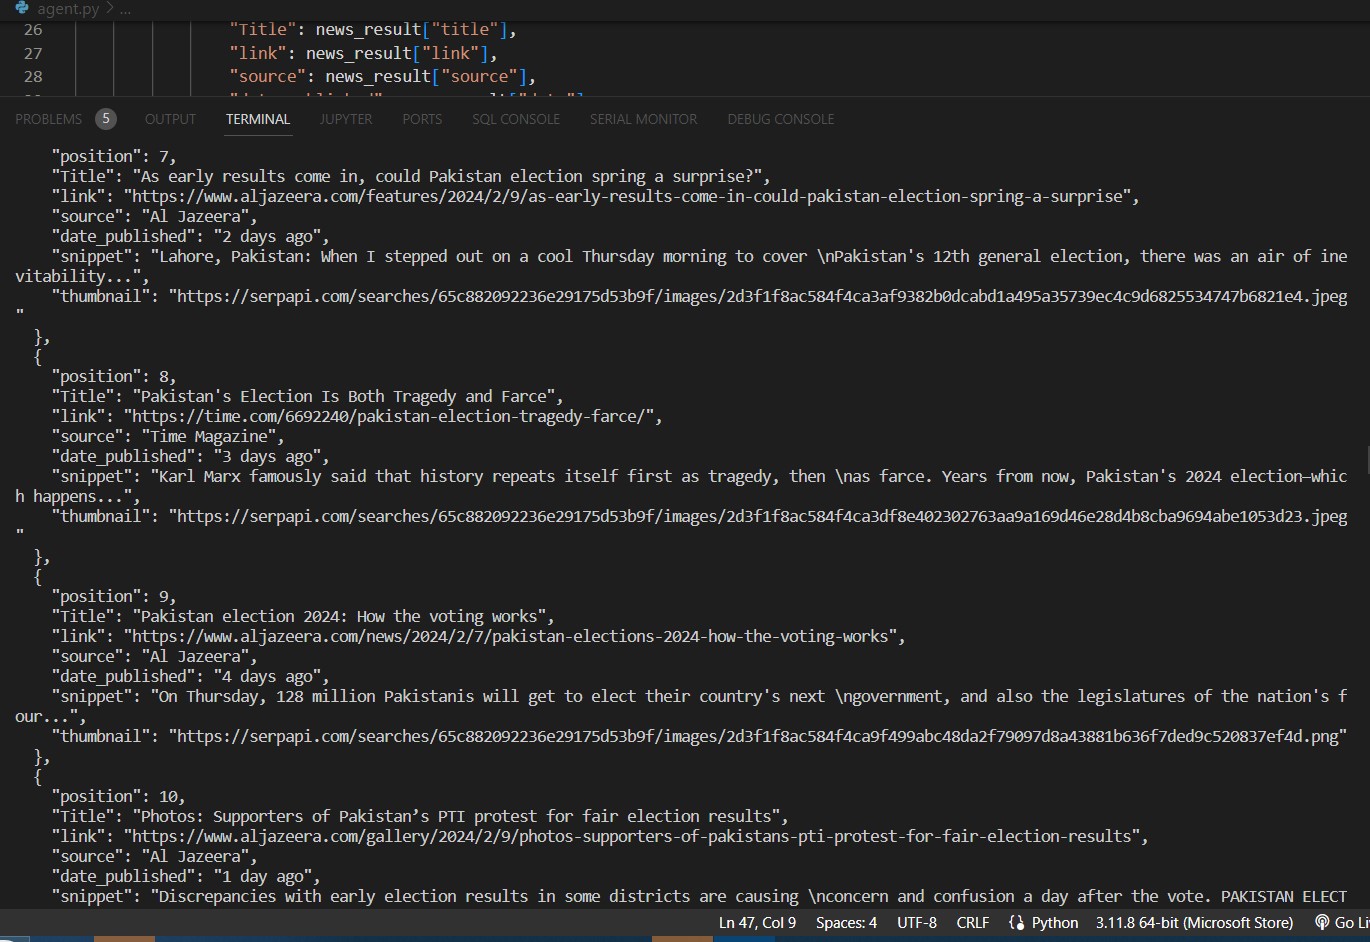 agent.py > ...
26 "Title": news_result["title"],
27 "link": news_result["link"],
28 "source": news_result["source"],
PROBLEMS 5 OUTPUT TERMINAL JUPYTER PORTS SQL CONSOLE SERIAL MONITOR DEBUG CONSOLE
"position": 7,
"Title": "As early results come in, could Pakistan election spring a surprise?",
"link": "https://www.aljazeera.com/features/2024/2/9/as-early-results-come-in-could-pakistan-election-spring-a-surprise",
"source": "Al Jazeera",
"date_published": "2 days ago",
"snippet": "Lahore, Pakistan: When I stepped out on a cool Thursday morning to cover \nPakistan's 12th general election, there was an air of ine
vitability...",
"thumbnail": "https://serpapi.com/searches/65c882092236e29175d53b9f/images/2d3f1f8ac584f4ca3af9382b0dcabd1a495a35739ec4c9d6825534747b6821e4.jpeg
"
},
{
"position": 8,
"Title": "Pakistan's Election Is Both Tragedy and Farce",
"link": "https://time.com/6692240/pakistan-election-tragedy-farce/",
"source": "Time Magazine",
"date_published": "3 days ago",
"snippet": "Karl Marx famously said that history repeats itself first as tragedy, then \nas farce. Years from now, Pakistan's 2024 election—whic
h happens...",
"thumbnail": "https://serpapi.com/searches/65c882092236e29175d53b9f/images/2d3f1f8ac584f4ca3df8e402302763aa9a169d46e28d4b8cba9694abe1053d23.jpeg
"
},
{
"position": 9,
"Title": "Pakistan election 2024: How the voting works",
"link": "https://www.aljazeera.com/news/2024/2/7/pakistan-elections-2024-how-the-voting-works",
"source": "Al Jazeera",
"date_published": "4 days ago",
"snippet": "On Thursday, 128 million Pakistanis will get to elect their country's next \ngovernment, and also the legislatures of the nation's f
our...",
"thumbnail": "https://serpapi.com/searches/65c882092236e29175d53b9f/images/2d3f1f8ac584f4ca9f499abc48da2f79097d8a43881b636f7ded9c520837ef4d.png"
},
{
"position": 10,
"Title": "Photos: Supporters of Pakistan’s PTI protest for fair election results",
"link": "https://www.aljazeera.com/gallery/2024/2/9/photos-supporters-of-pakistans-pti-protest-for-fair-election-results",
"source": "Al Jazeera",
"date_published": "1 day ago",
"snippet": "Discrepancies with early election results in some districts are causing \nconcern and confusion a day after the vote. PAKISTAN ELECT
Ln 47, Col 9 Spaces: 4 UTF-8 CRLF Python 3.11.8 64-bit (Microsoft Store) Go Li